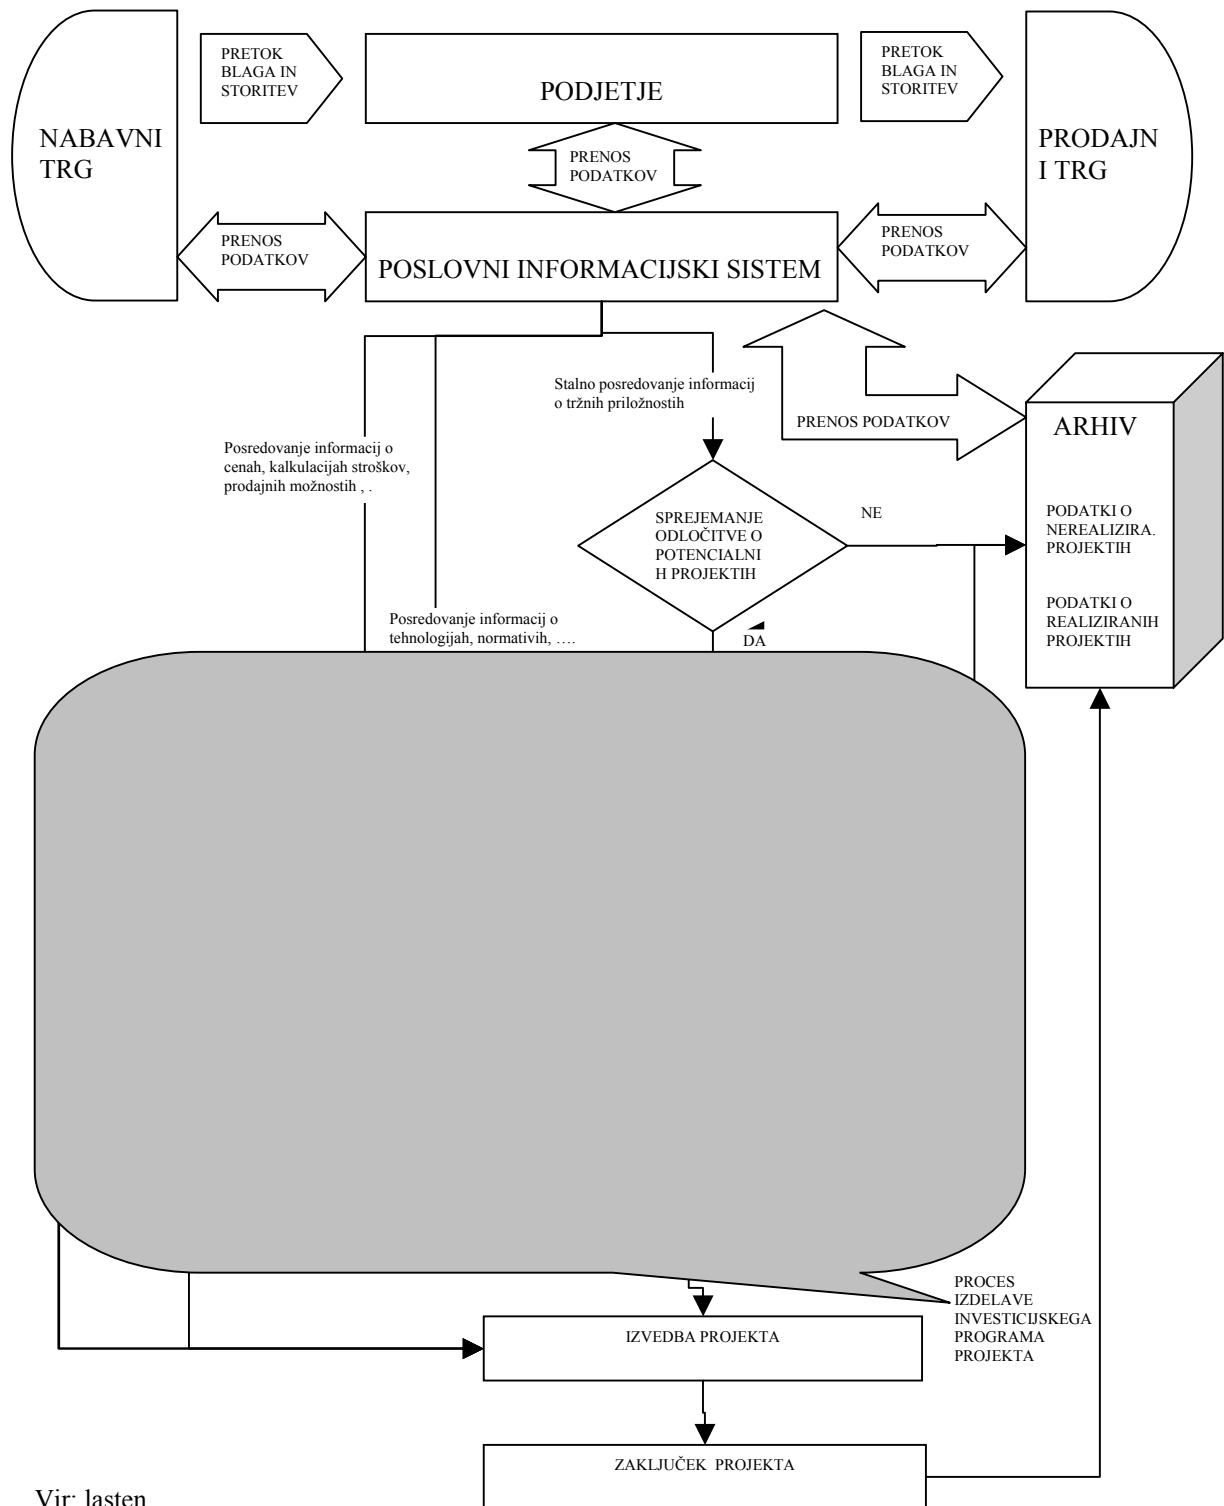 PRETOK
BLAGA IN
STORITEV
PODJETJE
PRETOK
BLAGA IN
STORITEV
NABAVNI
TRG
PRENOS
PODATKOV
PRODAJN
I TRG
PRENOS
PODATKOV
POSLOVNI INFORMACIJSKI SISTEM
PRENOS
PODATKOV
Stalno posredovanje informacij
o tržnih priložnostih
PRENOS PODATKOV
ARHIV
Posredovanje informacij o
cenah, kalkulacijah stroškov,
prodajnih možnostih , .
SPREJEMANJE
ODLOČITVE O
POTENCIALNI
H PROJEKTIH
NE
PODATKI O
NEREALIZIRA.
PROJEKTIH
PODATKI O
REALIZIRANIH
PROJEKTIH
Posredovanje informacij o
tehnologijah, normativih, ….
DA
PROCES
IZDELAVE
INVESTICIJSKEGA
PROGRAMA
PROJEKTA
IZVEDBA PROJEKTA
ZAKLJUČEK  PROJEKTA
Vir: lasten